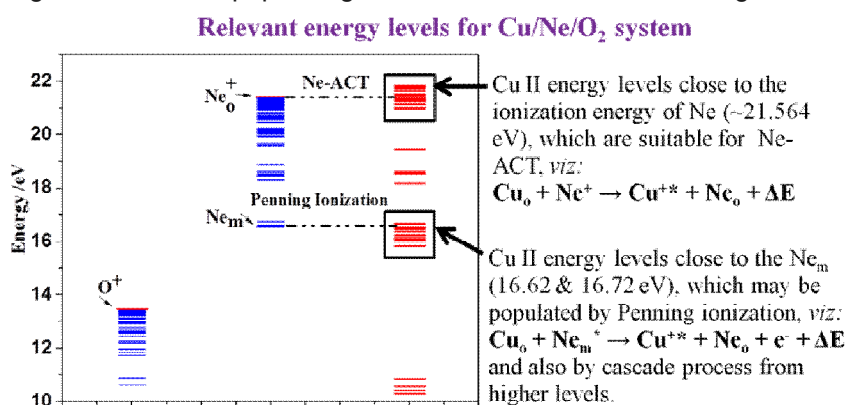 Relevant energy levels for Cu/Ne/O2 system
Energy /eV
22
20
18
16
14
12
10
O+
Neo+
Nem
Ne-ACT
Penning Ionization
Cu II energy levels close to the
ionization energy of Ne (~21.564
eV), which are suitable for Ne-
ACT, viz:
Cuo + Ne+ → Cu+* + Neo + ΔE
Cu II energy levels close to the Nem
(16.62 & 16.72 eV), which may be
populated by Penning ionization, viz:
Cuo + Nem* → Cu+* + Neo + e- + ΔE
and also by cascade process from
higher levels.